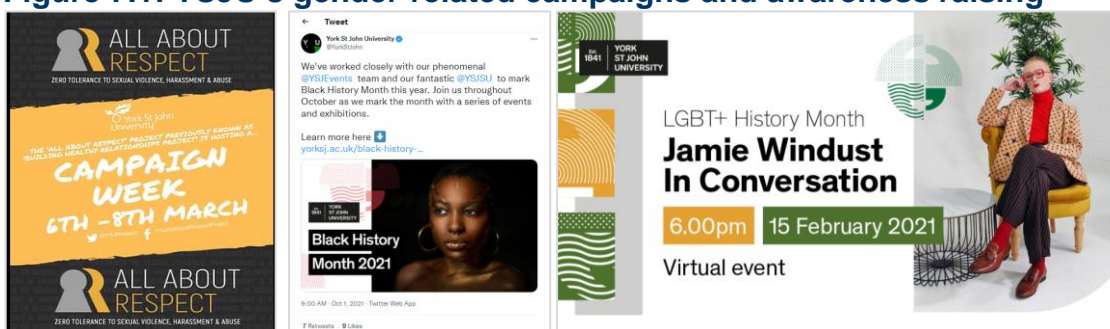 Figure 7.1: YSJU's gender-related campaigns and awareness raising
ALL ABOUT
RESPECT
ZERO TOLERANCE TO SEXUAL VIOLENCE, HARASSMENT & ABUSE
York St John
University
THE 'ALL ABOUT RESPECT' PROJECT PREVIOUSLY KNOWN AS
'BUILDING HEALTHY RELATIONSHIPS PROJECT' IS HOSTING A...
CAMPAIGN
WEEK
6TH -8TH MARCH
ALL ABOUT
RESPECT
ZERO TOLERANCE TO SEXUAL VIOLENCE, HARASSMENT & ABUSE
Tweet
York St John University
@YorkStJohn
We've worked closely with our phenomenal
@YSJEvents team and our fantastic @YSJSU to mark
Black History Month this year. Join us throughout
October as we mark the month with a series of events
and exhibitions.
Learn more here
yorksj.ac.uk/black-history-...
Est.
1841
YORK
ST JOHN
UNIVERSITY
Black History
Month 2021
9:00 AM · Oct 1, 2021 · Twitter Web App
7 Retweets 9 Likes
Est.
1841
YORK
ST JOHN
UNIVERSITY
LGBT+ History Month
Jamie Windust
In Conversation
6.00pm 15 February 2021
Virtual event